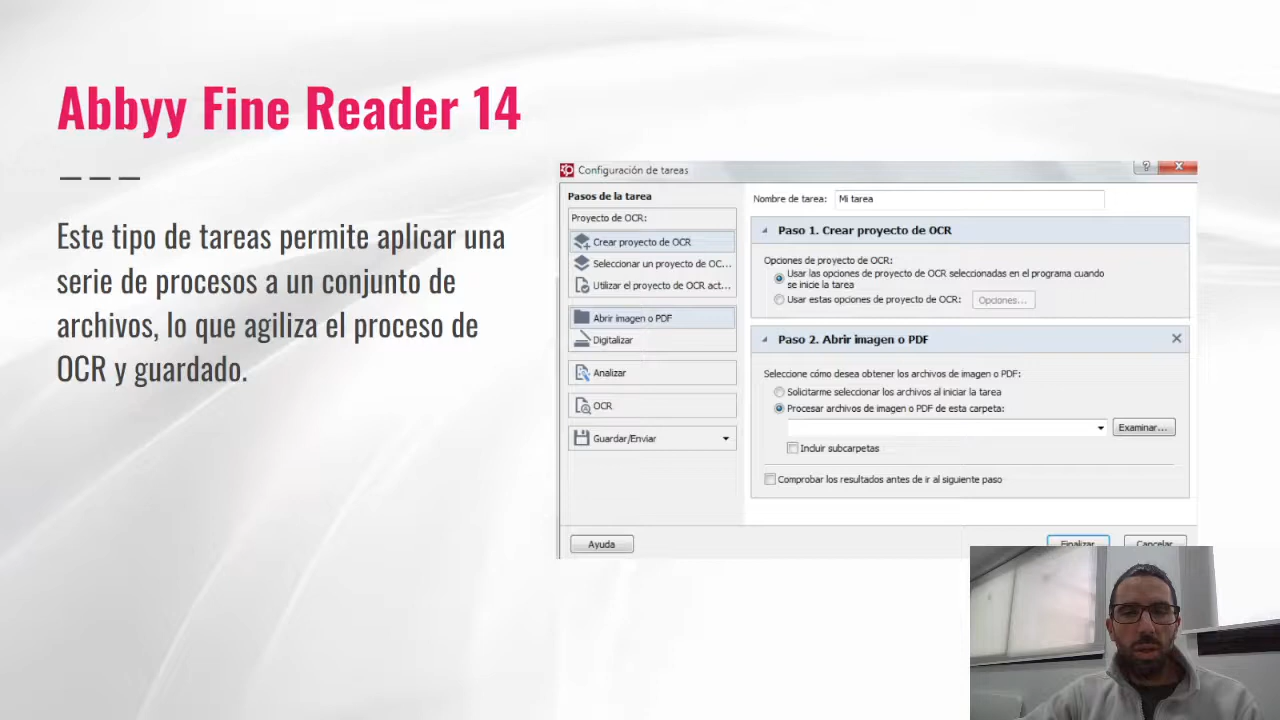 Abbyy Fine Reader 14
Este tipo de tareas permite aplicar una
serie de procesos a un conjunto de
archivos, lo que agiliza el proceso de
OCR y guardado.
Configuración de tareas
?
Pasos de la tarea
Proyecto de OCR:
Crear proyecto de OCR
Seleccionar un proyecto de OC...
Utilizar el proyecto de OCR act...
Abrir imagen o PDF
Digitalizar
Analizar
OCR
Guardar/Enviar
Ayuda
Nombre de tarea: Mi tarea
Paso 1. Crear proyecto de OCR
Opciones de proyecto de OCR:
Usar las opciones de proyecto de OCR seleccionadas en el programa cuando
se inicie la tarea
Usar estas opciones de proyecto de OCR: Opciones...
Paso 2. Abrir imagen o PDF
Seleccione cómo desea obtener los archivos de imagen o PDF:
Solicitarme seleccionar los archivos al iniciar la tarea
Procesar archivos de imagen o PDF de esta carpeta:
Examinar...
Incluir subcarpetas
Comprobar los resultados antes de ir al siguiente paso
Finalizar Cancelar